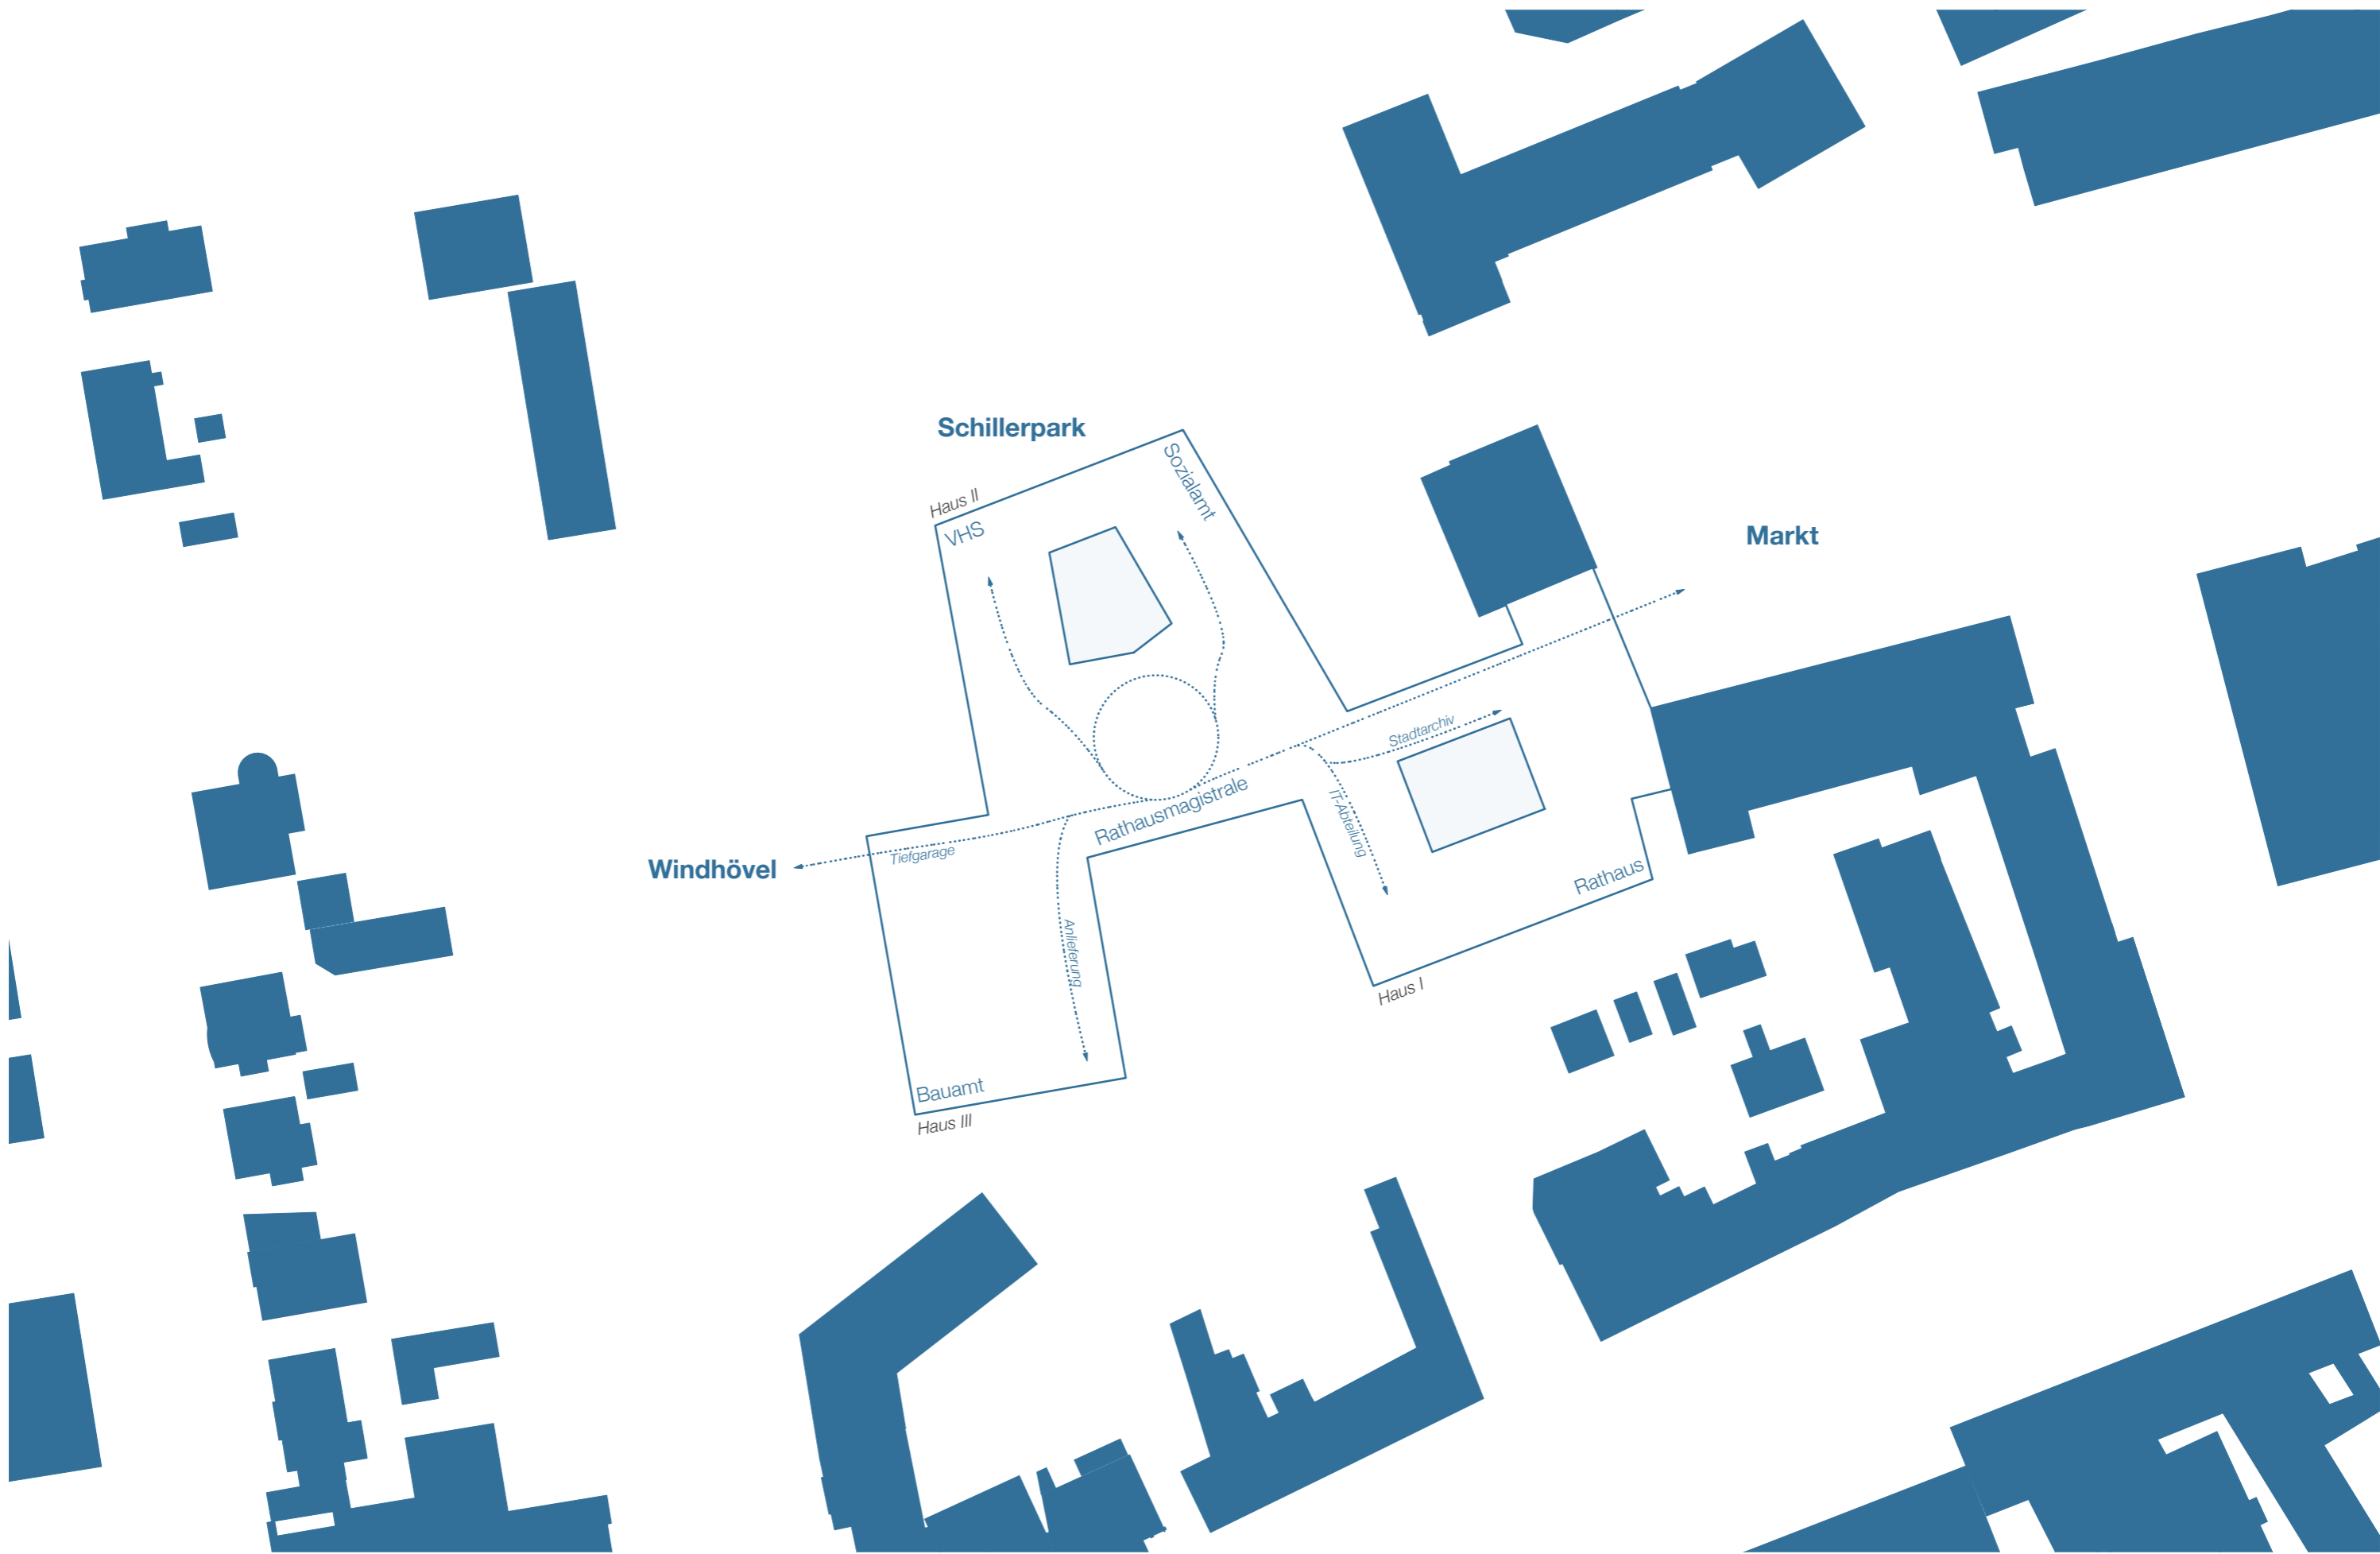 Schillerpark
Sozialamt
Haus II
VHS
Markt
Stadtarchiv
Rathausmagistrale
IT-Abteilung
Tiefgarage
Windhövel
Rathaus
Anlieferung
Haus I
Bauamt
Haus III